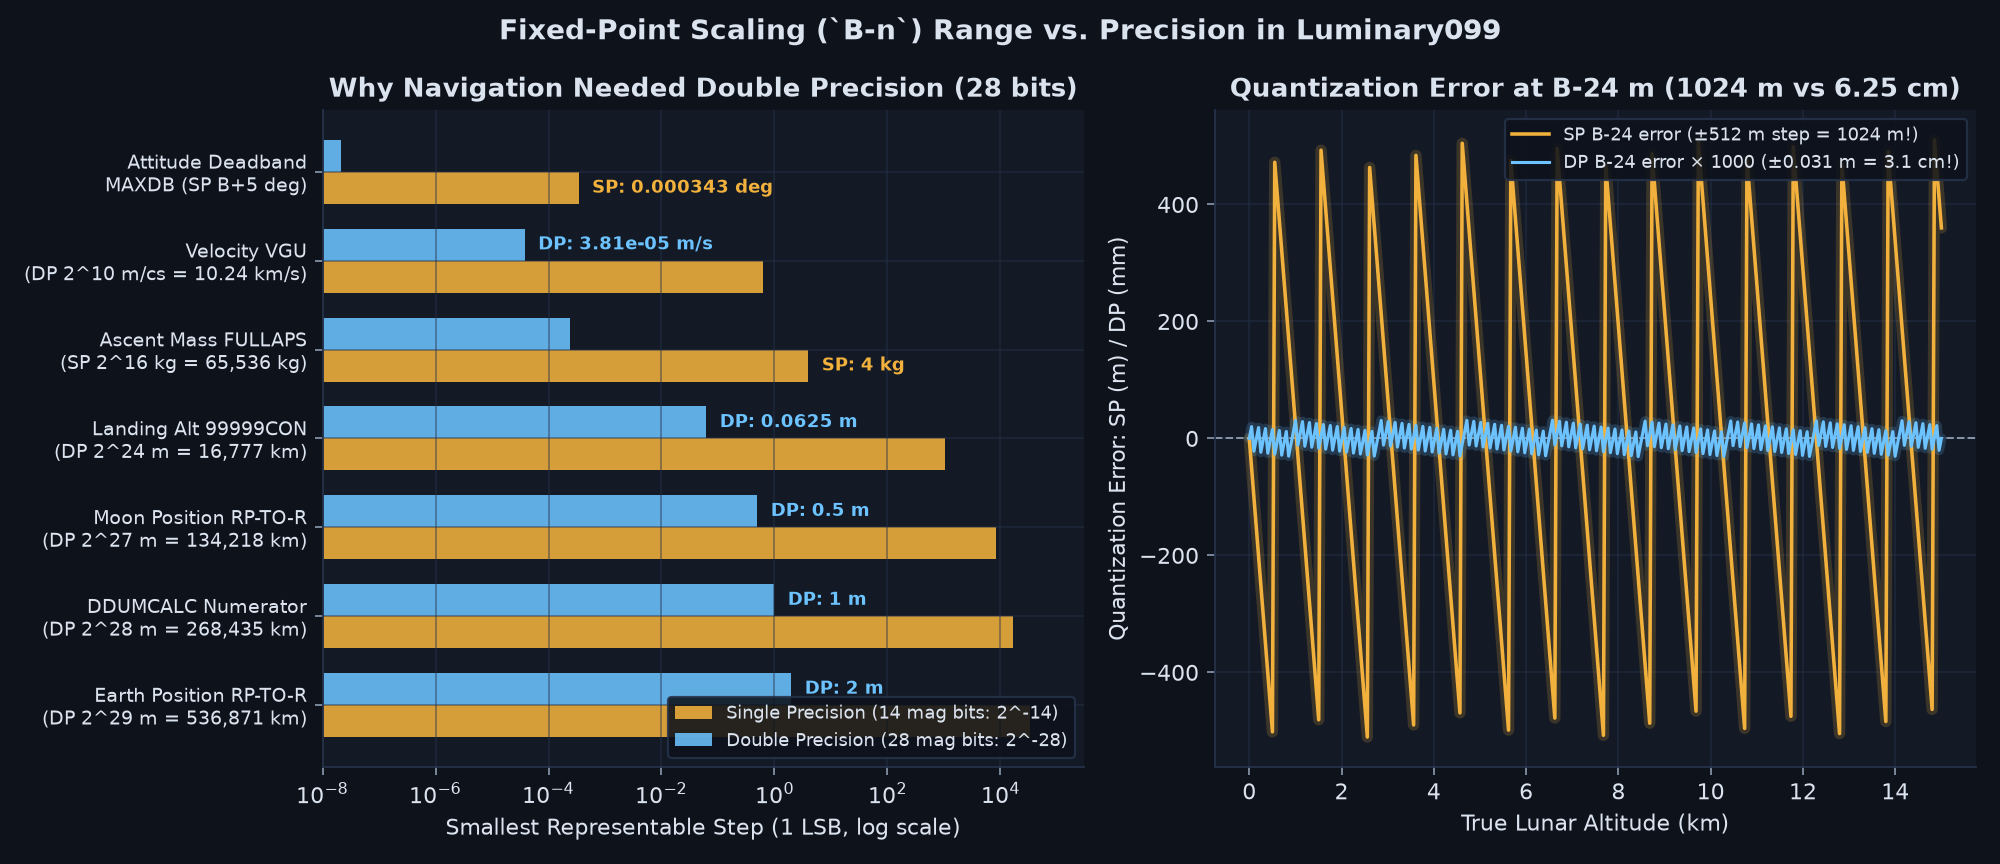 Fixed-Point Scaling (`B-n`) Range vs. Precision in Luminary099
Why Navigation Needed Double Precision (28 bits)
Attitude Deadband
MAXDB (SP B+5 deg)
SP: 0.000343 deg
Velocity VGU
(DP 2^10 m/cs = 10.24 km/s)
DP: 3.81e-05 m/s
Ascent Mass FULLAPS
(SP 2^16 kg = 65,536 kg)
SP: 4 kg
Landing Alt 99999CON
(DP 2^24 m = 16,777 km)
DP: 0.0625 m
Moon Position RP-TO-R
(DP 2^27 m = 134,218 km)
DP: 0.5 m
DDUMCALC Numerator
(DP 2^28 m = 268,435 km)
DP: 1 m
Earth Position RP-TO-R
(DP 2^29 m = 536,871 km)
DP: 2 m
Single Precision (14 mag bits: 2^-14)
Double Precision (28 mag bits: 2^-28)
10⁻⁸ 10⁻⁶ 10⁻⁴ 10⁻² 10⁰ 10² 10⁴
Smallest Representable Step (1 LSB, log scale)
Quantization Error at B-24 m (1024 m vs 6.25 cm)
SP B-24 error (±512 m step = 1024 m!)
DP B-24 error × 1000 (±0.031 m = 3.1 cm!)
Quantization Error: SP (m) / DP (mm)
400
200
0
−200
−400
0 2 4 6 8 10 12 14
True Lunar Altitude (km)